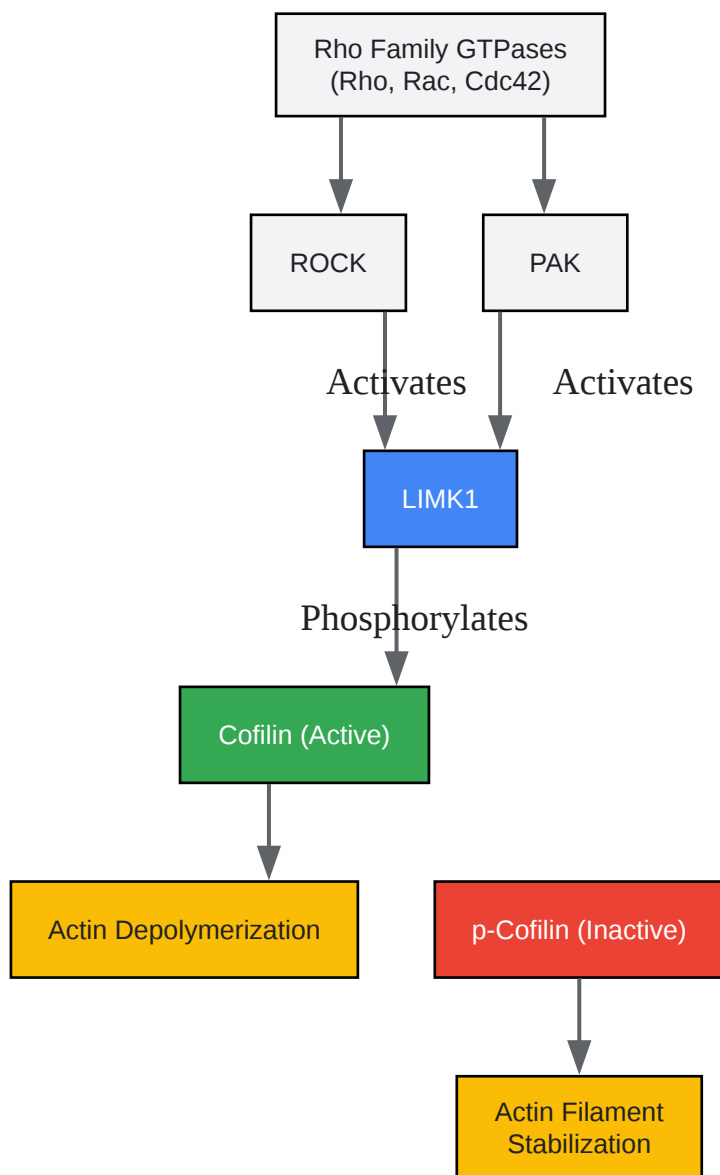 Rho Family GTPases
(Rho, Rac, Cdc42)
ROCK
PAK
Activates
Activates
LIMK1
Phosphorylates
Cofilin (Active)
Actin Depolymerization
p-Cofilin (Inactive)
Actin Filament
Stabilization